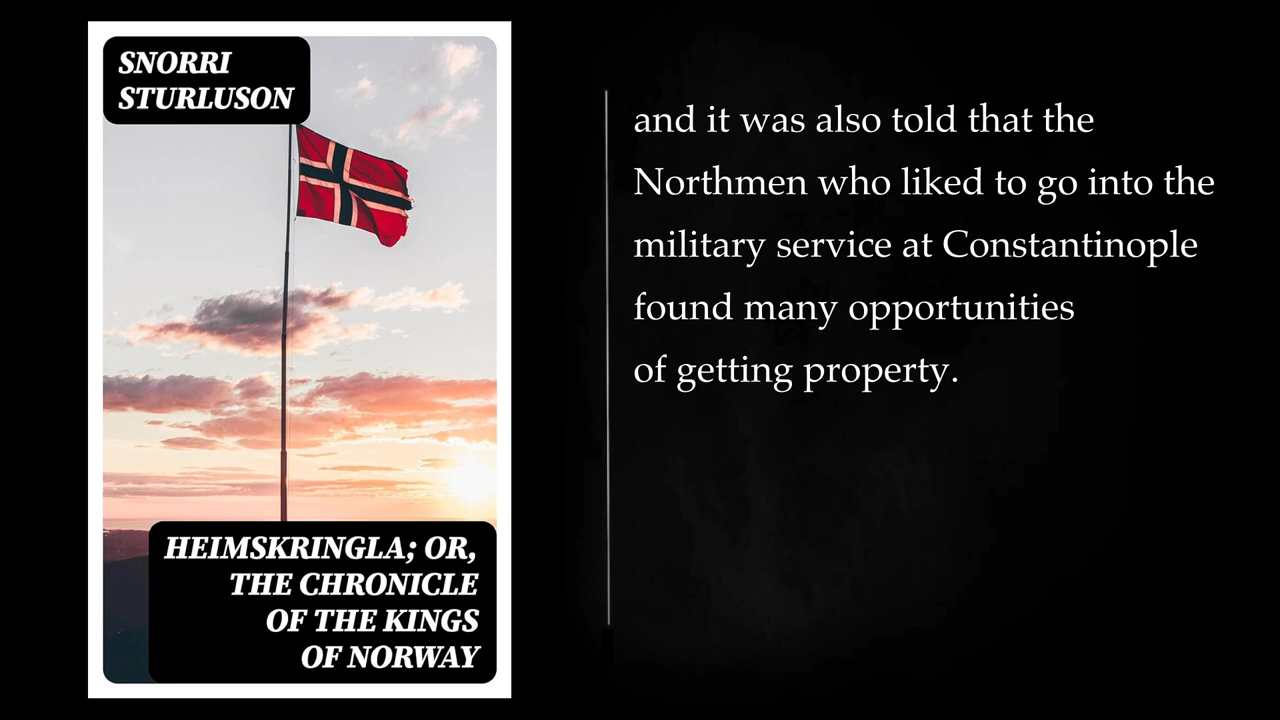 SNORRI
STURLUSON
HEIMSKRINGLA; OR,
THE CHRONICLE
OF THE KINGS
OF NORWAY
and it was also told that the
Northmen who liked to go into the
military service at Constantinople
found many opportunities
of getting property.